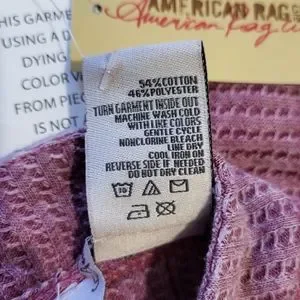 THIS GARME
USING A D
DYING
COLOR V
FROM PIEC
IS NOT A
AMERICAN RAG
American Rag
54% COTTON
46% POLYESTER
TURN GARMENT INSIDE OUT
MACHINE WASH COLD
WITH LIKE COLORS
GENTLE CYCLE
NONCLORINE BLEACH
LINE DRY
COOL IRON ON
REVERSE SIDE IF NEEDED
DO NOT DRY CLEAN